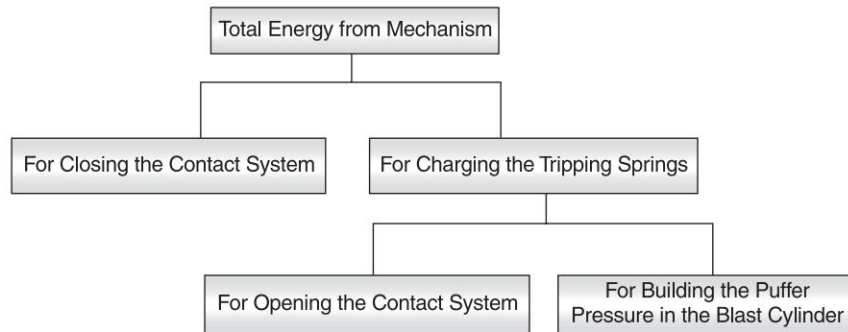 Total Energy from Mechanism
For Closing the Contact System
For Charging the Tripping Springs
For Opening the Contact System
For Building the Puffer
Pressure in the Blast Cylinder